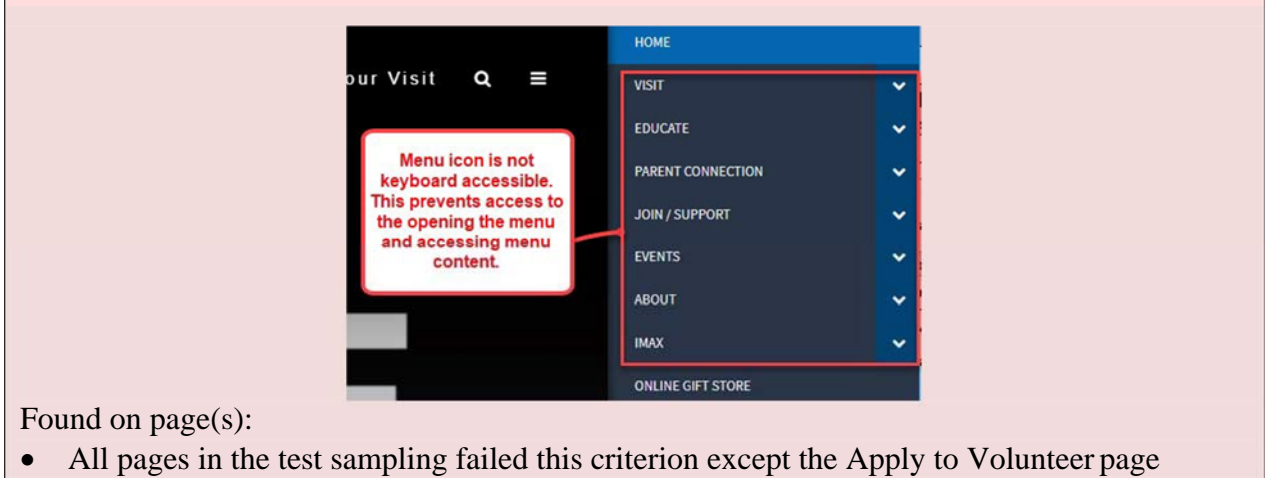 HOME
our Visit
VISIT
EDUCATE
Menu icon is not
keyboard accessible.
This prevents access to
the opening the menu
and accessing menu
content.
PARENT CONNECTION
JOIN / SUPPORT
EVENTS
ABOUT
IMAX
ONLINE GIFT STORE
Found on page(s):
• All pages in the test sampling failed this criterion except the Apply to Volunteer page